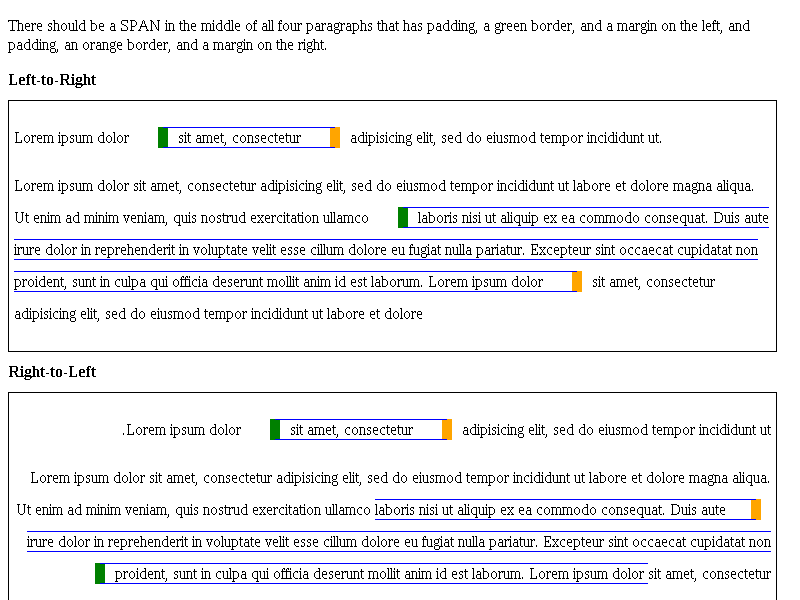 There should be a SPAN in the middle of all four paragraphs that has padding, a green border, and a margin on the left, and
padding, an orange border, and a margin on the right.
Left-to-Right
Lorem ipsum dolor sit amet, consectetur adipisicing elit, sed do eiusmod tempor incididunt ut.
Lorem ipsum dolor sit amet, consectetur adipisicing elit, sed do eiusmod tempor incididunt ut labore et dolore magna aliqua.
Ut enim ad minim veniam, quis nostrud exercitation ullamco laboris nisi ut aliquip ex ea commodo consequat. Duis aute
irure dolor in reprehenderit in voluptate velit esse cillum dolore eu fugiat nulla pariatur. Excepteur sint occaecat cupidatat non
proident, sunt in culpa qui officia deserunt mollit anim id est laborum. Lorem ipsum dolor sit amet, consectetur
adipisicing elit, sed do eiusmod tempor incididunt ut labore et dolore
Right-to-Left
.Lorem ipsum dolor sit amet, consectetur adipisicing elit, sed do eiusmod tempor incididunt ut
Lorem ipsum dolor sit amet, consectetur adipisicing elit, sed do eiusmod tempor incididunt ut labore et dolore magna aliqua.
Ut enim ad minim veniam, quis nostrud exercitation ullamco laboris nisi ut aliquip ex ea commodo consequat. Duis aute
irure dolor in reprehenderit in voluptate velit esse cillum dolore eu fugiat nulla pariatur. Excepteur sint occaecat cupidatat non
proident, sunt in culpa qui officia deserunt mollit anim id est laborum. Lorem ipsum dolor sit amet, consectetur